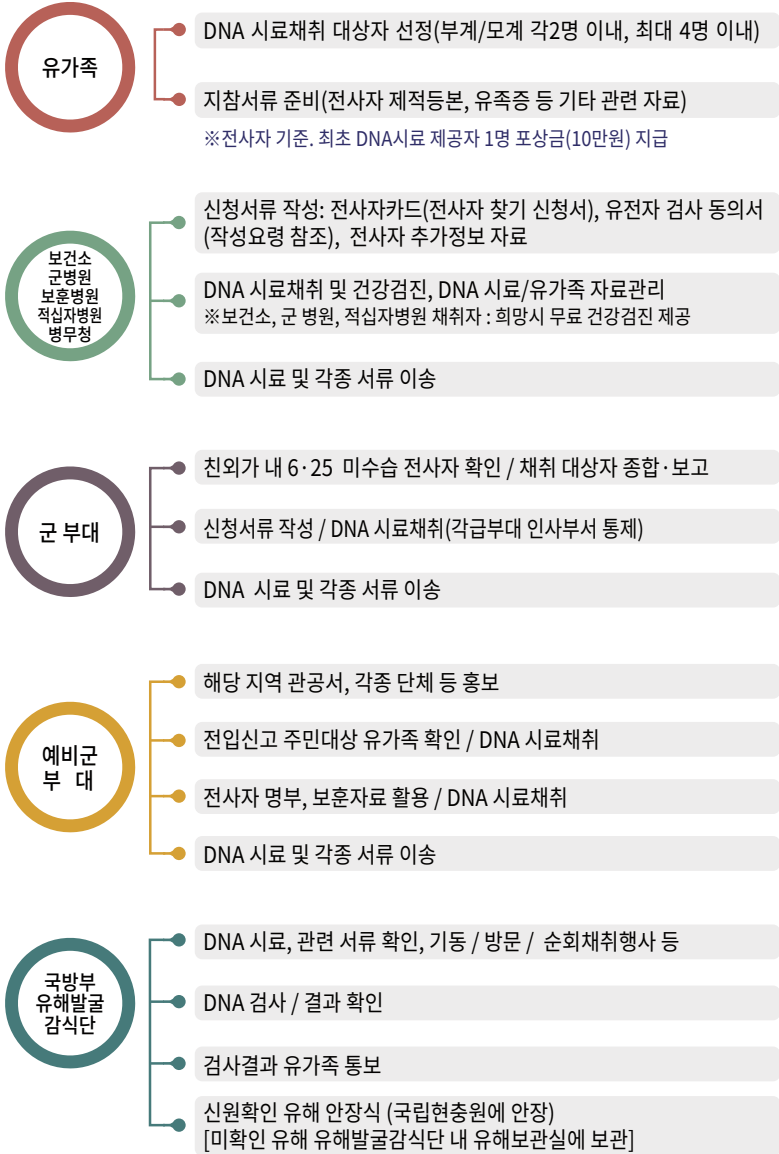 유가족
DNA 시료채취 대상자 선정(부계/모계 각2명 이내, 최대 4명 이내)
지참서류 준비(전사자 제적등본, 유족증 등 기타 관련 자료)
※전사자 기준. 최초 DNA시료 제공자 1명 포상금(10만원) 지급
보건소
군병원
보훈병원
적십자병원
병무청
신청서류 작성: 전사자카드(전사자 찾기 신청서), 유전자 검사 동의서
(작성요령 참조), 전사자 추가정보 자료
DNA 시료채취 및 건강검진, DNA 시료/유가족 자료관리
※보건소, 군 병원, 적십자병원 채취자 : 희망시 무료 건강검진 제공
DNA 시료 및 각종 서류 이송
군 부대
친외가 내 6·25 미수습 전사자 확인 / 채취 대상자 종합·보고
신청서류 작성 / DNA 시료채취(각급부대 인사부서 통제)
DNA 시료 및 각종 서류 이송
예비군
부 대
해당 지역 관공서, 각종 단체 등 홍보
전입신고 주민대상 유가족 확인 / DNA 시료채취
전사자 명부, 보훈자료 활용 / DNA 시료채취
DNA 시료 및 각종 서류 이송
국방부
유해발굴
감식단
DNA 시료, 관련 서류 확인, 기동 / 방문 / 순회채취행사 등
DNA 검사 / 결과 확인
검사결과 유가족 통보
신원확인 유해 안장식 (국립현충원에 안장)
[미확인 유해 유해발굴감식단 내 유해보관실에 보관]